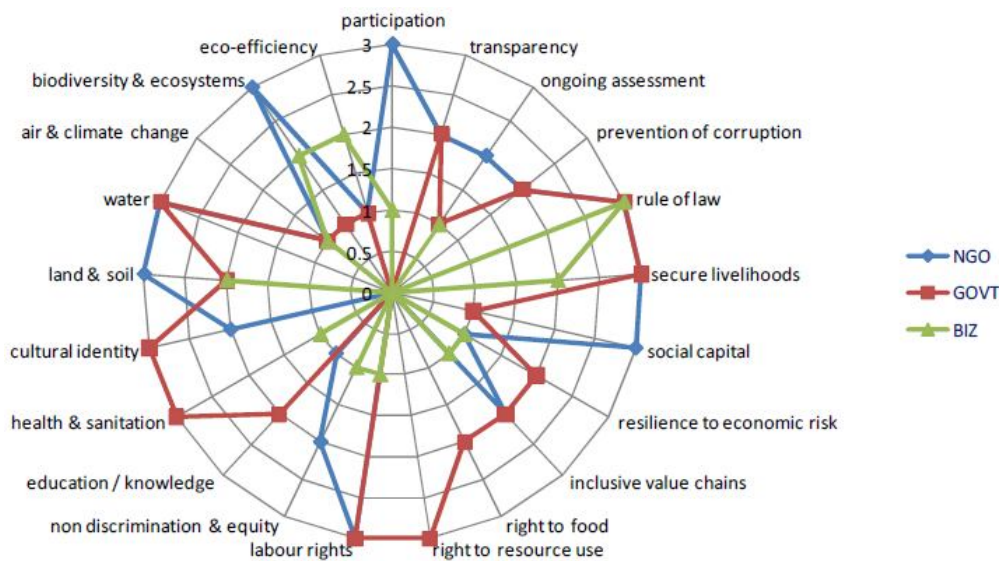 participation
eco-efficiency
transparency
biodiversity & ecosystems
ongoing assessment
air & climate change
prevention of corruption
water
rule of law
land & soil
secure livelihoods
cultural identity
social capital
health & sanitation
resilience to economic risk
education / knowledge
inclusive value chains
non discrimination & equity
right to food
labour rights
right to resource use
3
2.5
2
1.5
1
0.5
0
NGO
GOVT
BIZ